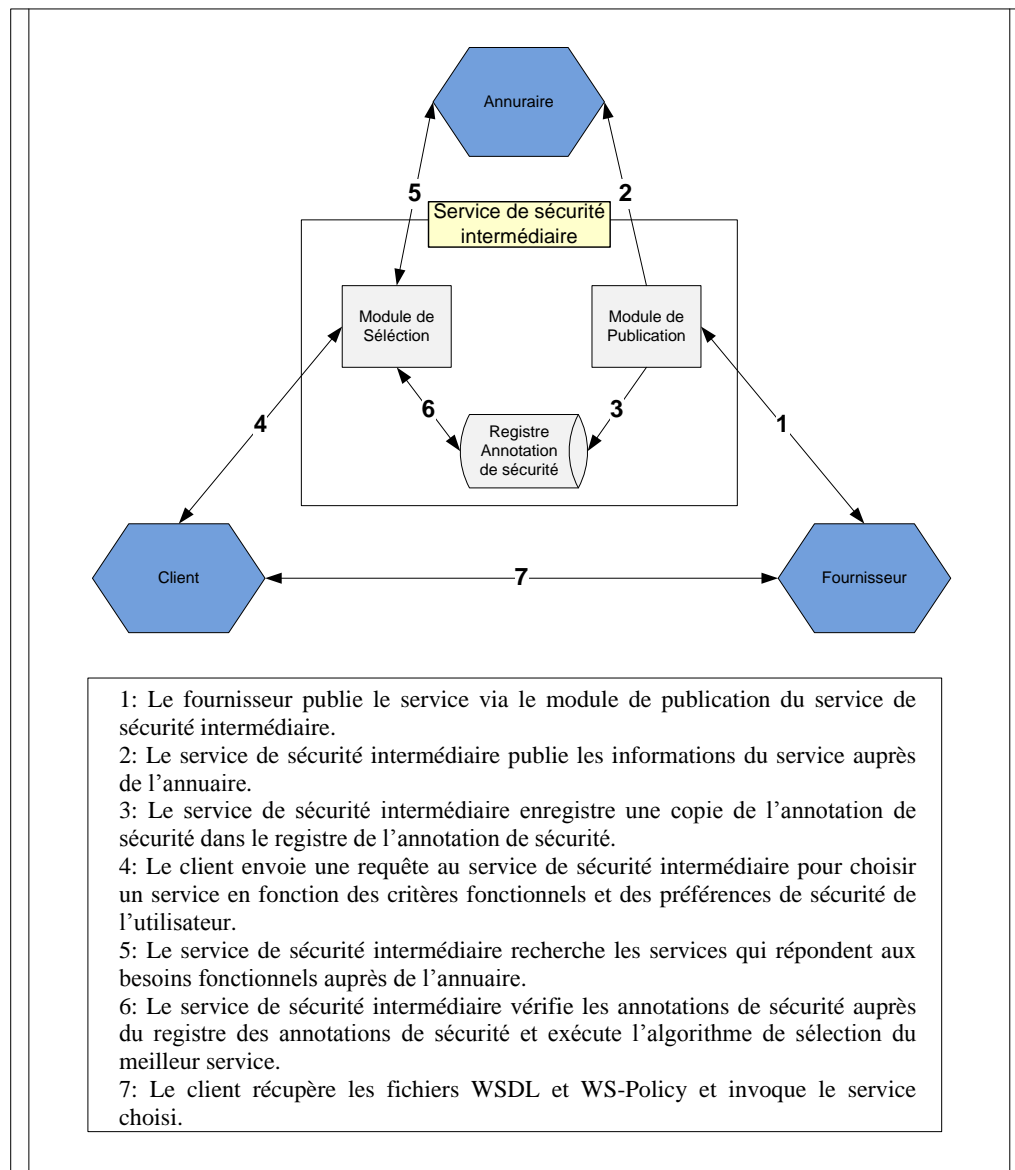 Annuraire
5
2
Service de sécurité
intermédiaire
Module de
Séléction
Module de
Publication
4
6
3
1
Registre
Annotation
de sécurité
Client
7
Fournisseur
1: Le fournisseur publie le service via le module de publication du service de
sécurité intermédiaire.
2: Le service de sécurité intermédiaire publie les informations du service auprès
de l’annuaire.
3: Le service de sécurité intermédiaire enregistre une copie de l’annotation de
sécurité dans le registre de l’annotation de sécurité.
4: Le client envoie une requête au service de sécurité intermédiaire pour choisir
un service en fonction des critères fonctionnels et des préférences de sécurité de
l’utilisateur.
5: Le service de sécurité intermédiaire recherche les services qui répondent aux
besoins fonctionnels auprès de l’annuaire.
6: Le service de sécurité intermédiaire vérifie les annotations de sécurité auprès
du registre des annotations de sécurité et exécute l’algorithme de sélection du
meilleur service.
7: Le client récupère les fichiers WSDL et WS-Policy et invoque le service
choisi.